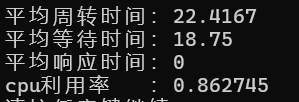 平均周转时间: 22.4167
平均等待时间: 18.75
平均响应时间: 0
cpu利用率   : 0.862745